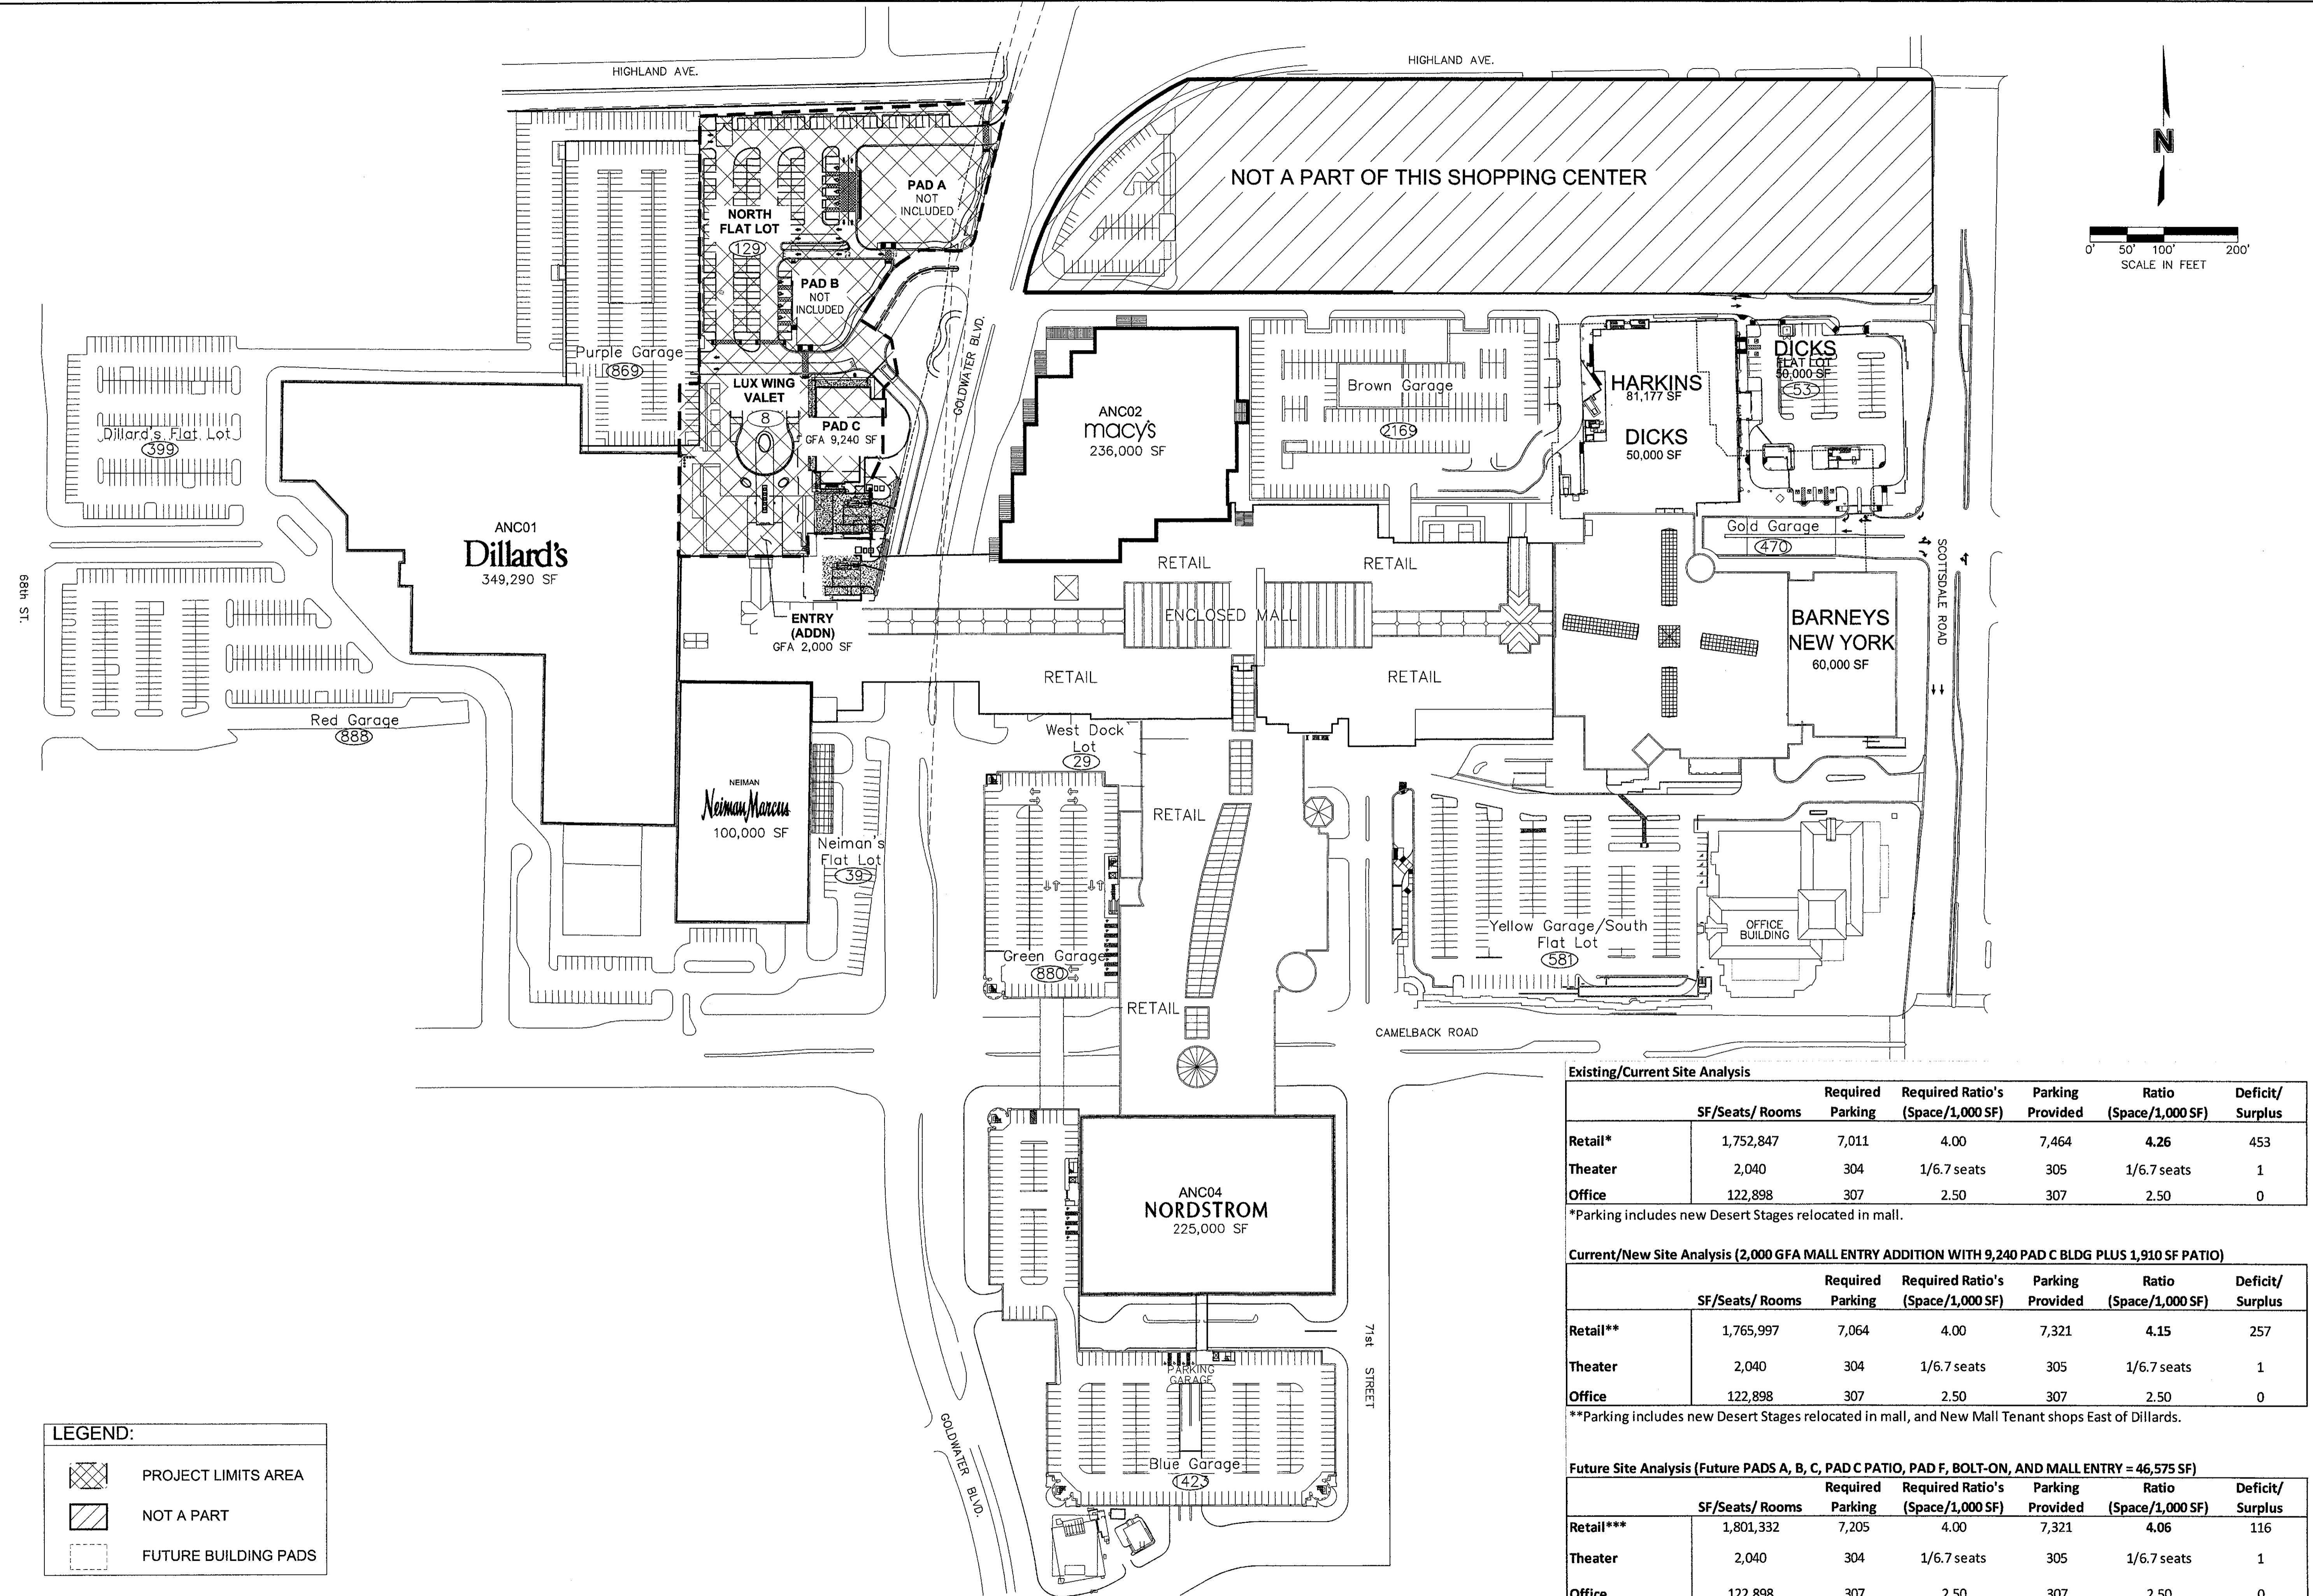 HIGHLAND AVE.
HIGHLAND AVE.
NOT A PART OF THIS SHOPPING CENTER
N
0' 50' 100' 200'
SCALE IN FEET
PAD A
NOT
INCLUDED
NORTH
FLAT LOT
129
PAD B
NOT
INCLUDED
GOLDWATER BLVD.
Purple Garage
869
LUX WING
VALET
8
PAD C
GFA 9,240 SF
Dillard's Flat Lot
399
ANC01
Dillard's
349,290 SF
68th ST.
Red Garage
888
ENTRY
(ADDN)
GFA 2,000 SF
ANC02
macy's
236,000 SF
Brown Garage
2169
HARKINS
81,177 SF
DICKS
50,000 SF
DICKS
FLAT LOT
50,000 SF
53
Gold Garage
470
SCOTTSDALE ROAD
RETAIL
RETAIL
ENCLOSED MALL
RETAIL
RETAIL
BARNEYS
NEW YORK
60,000 SF
NEIMAN
Neiman Marcus
100,000 SF
Neiman's
Flat Lot
39
West Dock
Lot
29
RETAIL
Green Garage
880
RETAIL
Yellow Garage/South
Flat Lot
581
OFFICE
BUILDING
CAMELBACK ROAD
ANC04
NORDSTROM
225,000 SF
71st STREET
PARKING
GARAGE
Blue Garage
1423
GOLDWATER BLVD.
LEGEND:
PROJECT LIMITS AREA
NOT A PART
FUTURE BUILDING PADS
Existing/Current Site Analysis
Required Required Ratio's Parking Ratio Deficit/
SF/Seats/ Rooms Parking (Space/1,000 SF) Provided (Space/1,000 SF) Surplus
Retail* 1,752,847 7,011 4.00 7,464 4.26 453
Theater 2,040 304 1/6.7 seats 305 1/6.7 seats 1
Office 122,898 307 2.50 307 2.50 0
*Parking includes new Desert Stages relocated in mall.
Current/New Site Analysis (2,000 GFA MALL ENTRY ADDITION WITH 9,240 PAD C BLDG PLUS 1,910 SF PATIO)
Required Required Ratio's Parking Ratio Deficit/
SF/Seats/ Rooms Parking (Space/1,000 SF) Provided (Space/1,000 SF) Surplus
Retail** 1,765,997 7,064 4.00 7,321 4.15 257
Theater 2,040 304 1/6.7 seats 305 1/6.7 seats 1
Office 122,898 307 2.50 307 2.50 0
**Parking includes new Desert Stages relocated in mall, and New Mall Tenant shops East of Dillards.
Future Site Analysis (Future PADS A, B, C, PAD C PATIO, PAD F, BOLT-ON, AND MALL ENTRY = 46,575 SF)
Required Required Ratio's Parking Ratio Deficit/
SF/Seats/ Rooms Parking (Space/1,000 SF) Provided (Space/1,000 SF) Surplus
Retail*** 1,801,332 7,205 4.00 7,321 4.06 116
Theater 2,040 304 1/6.7 seats 305 1/6.7 seats 1
Office 122,898 307 2.50 307 2.50 0